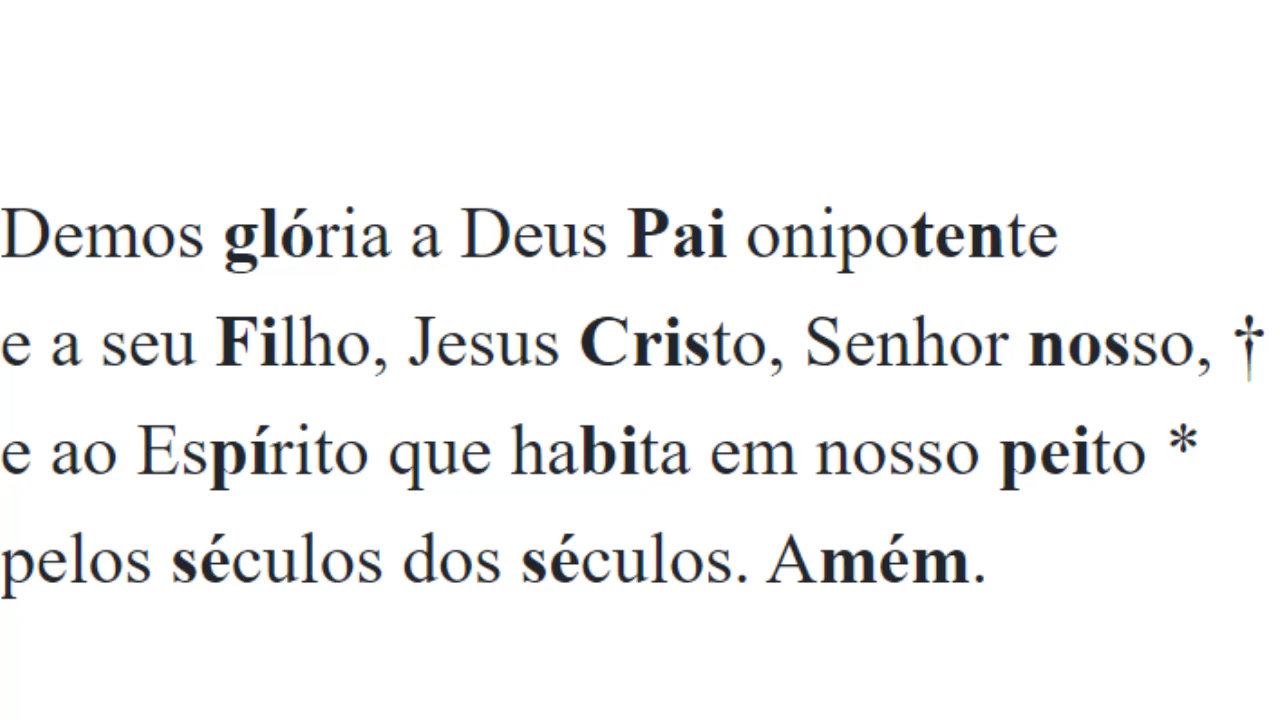 Demos glória a Deus Pai onipotente
e a seu Filho, Jesus Cristo, Senhor nosso, †
e ao Espírito que habita em nosso peito *
pelos séculos dos séculos. Amém.